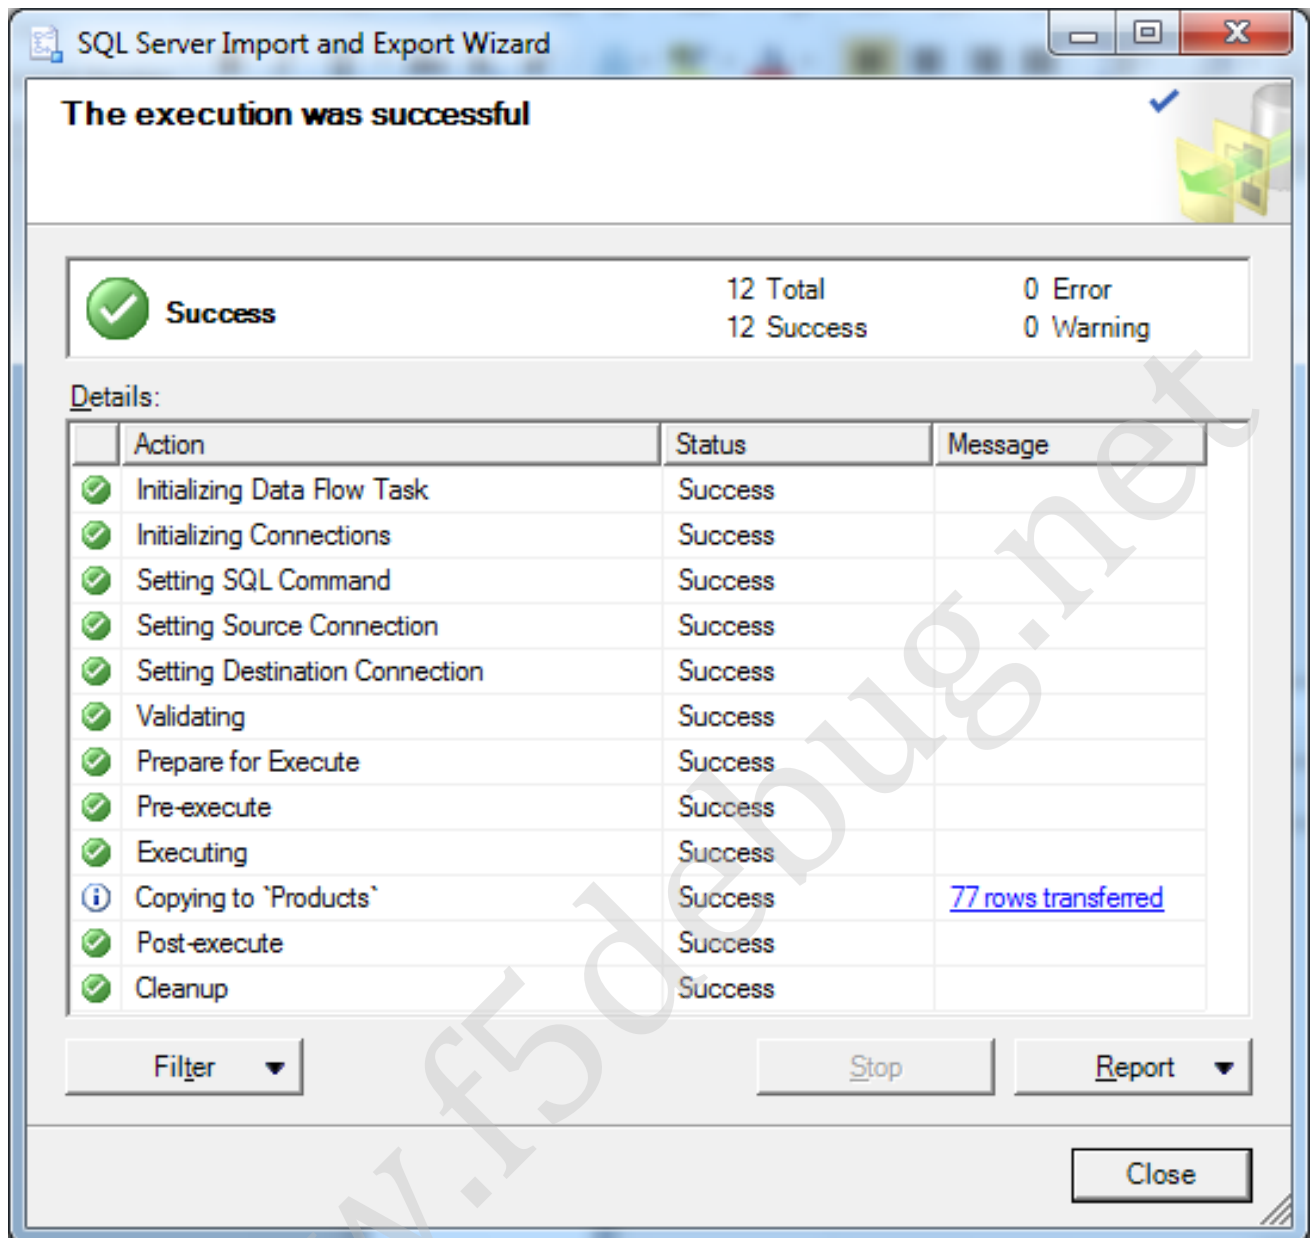 SQL Server Import and Export Wizard
The execution was successful
Success
12 Total 0 Error
12 Success 0 Warning
Details:
Action Status Message
Initializing Data Flow Task Success
Initializing Connections Success
Setting SQL Command Success
Setting Source Connection Success
Setting Destination Connection Success
Validating Success
Prepare for Execute Success
Pre-execute Success
Executing Success
Copying to `Products` Success 77 rows transferred
Post-execute Success
Cleanup Success
Filter Stop Report
Close
w.f5debug.net